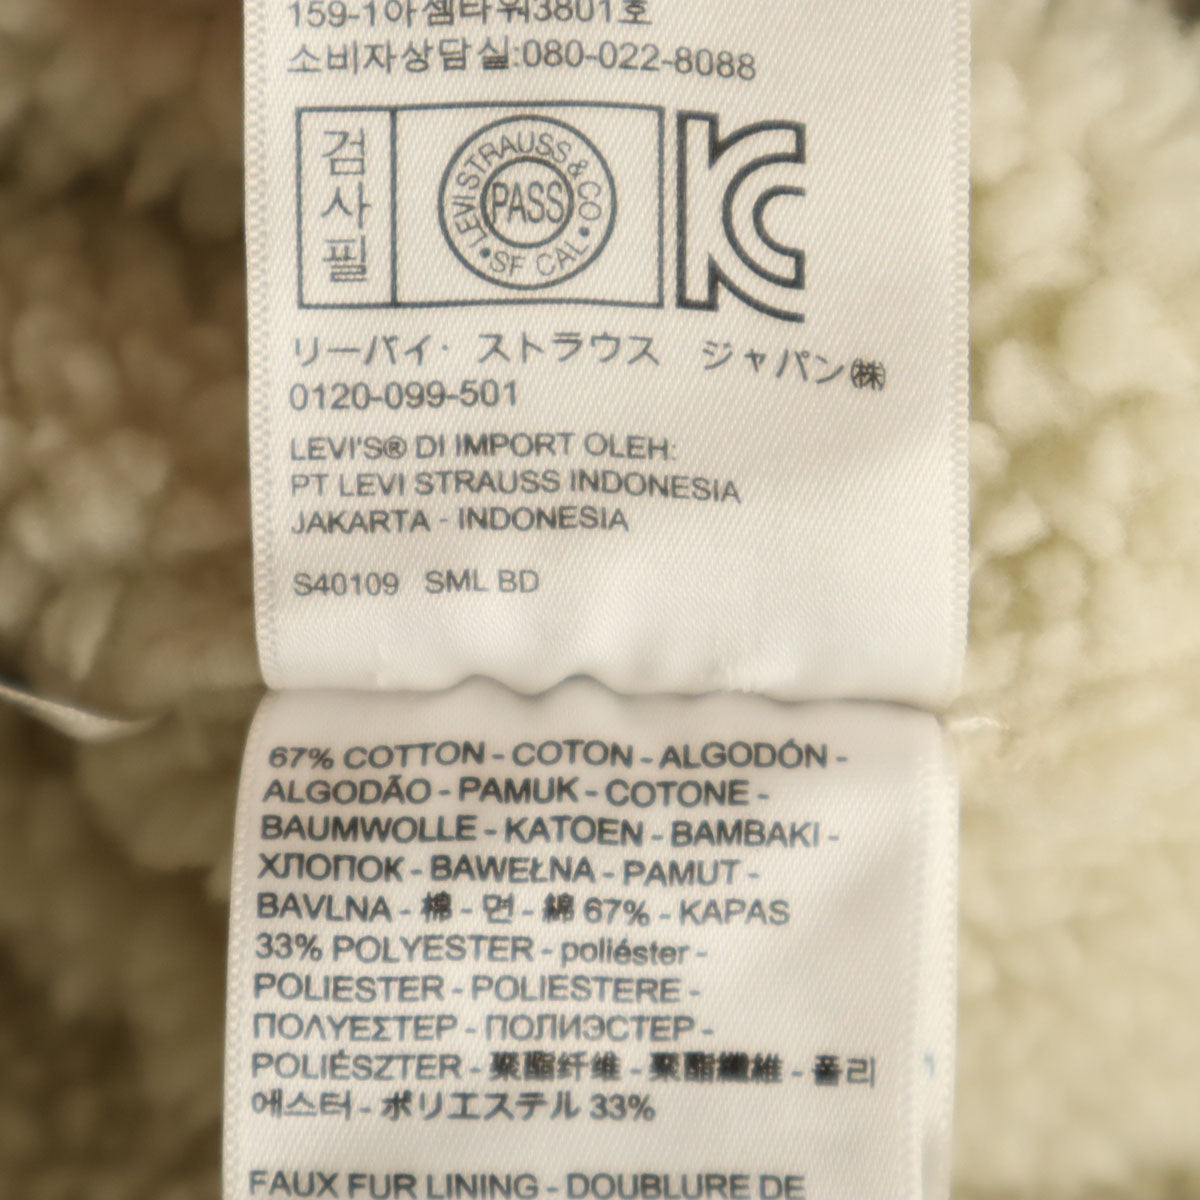 159-1아셈타워3801호
소비자상담실:080-022-8088
검
사
필
LEVI STRAUSS & CO
PASS
SF CAL
リーバイ・ ストラウス ジャパン㈱
0120-099-501
LEVI'S® DI IMPORT OLEH:
PT LEVI STRAUSS INDONESIA
JAKARTA - INDONESIA
S40109 SML BD
67% COTTON - COTON - ALGODÓN -
ALGODÃO - PAMUK - COTONE -
BAUMWOLLE - KATOEN - BAMBAKI -
ХЛОПОК - BAWEŁNA - PAMUT -
BAVLNA - 棉 - 면 - 綿 67% - KAPAS
33% POLYESTER - poliéster -
POLIESTER - POLIESTERE -
ΠΟΛΥΕΣΤΕΡ - ПОЛИЭСТЕР -
POLIÉSZTER - 聚酯纤维 - 聚酯纖維 - 폴리
에스터 - ポリエステル 33%
FAUX FUR LINING - DOUBLURE DE